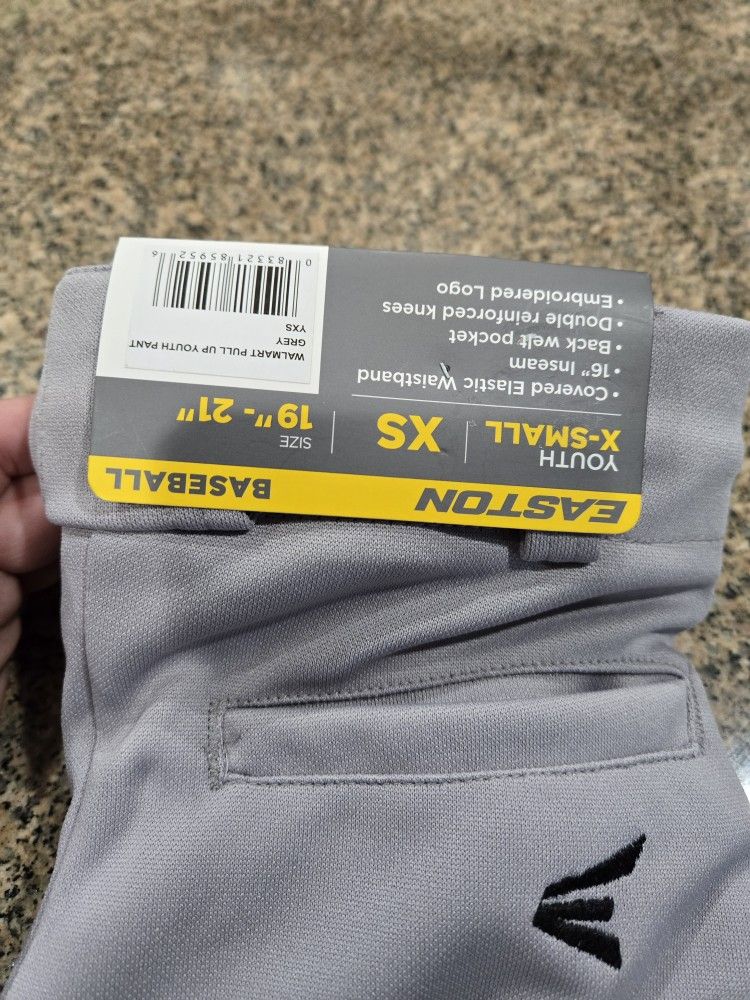 EASTON
BASEBALL
YOUTH
X-SMALL
XS
SIZE
19"- 21"
• Covered Elastic Waistband
• 16" Inseam
• Back welt pocket
• Double reinforced knees
• Embroidered Logo
WALMART PULL UP YOUTH PANT
GREY
YXS
0 83321 85952 6